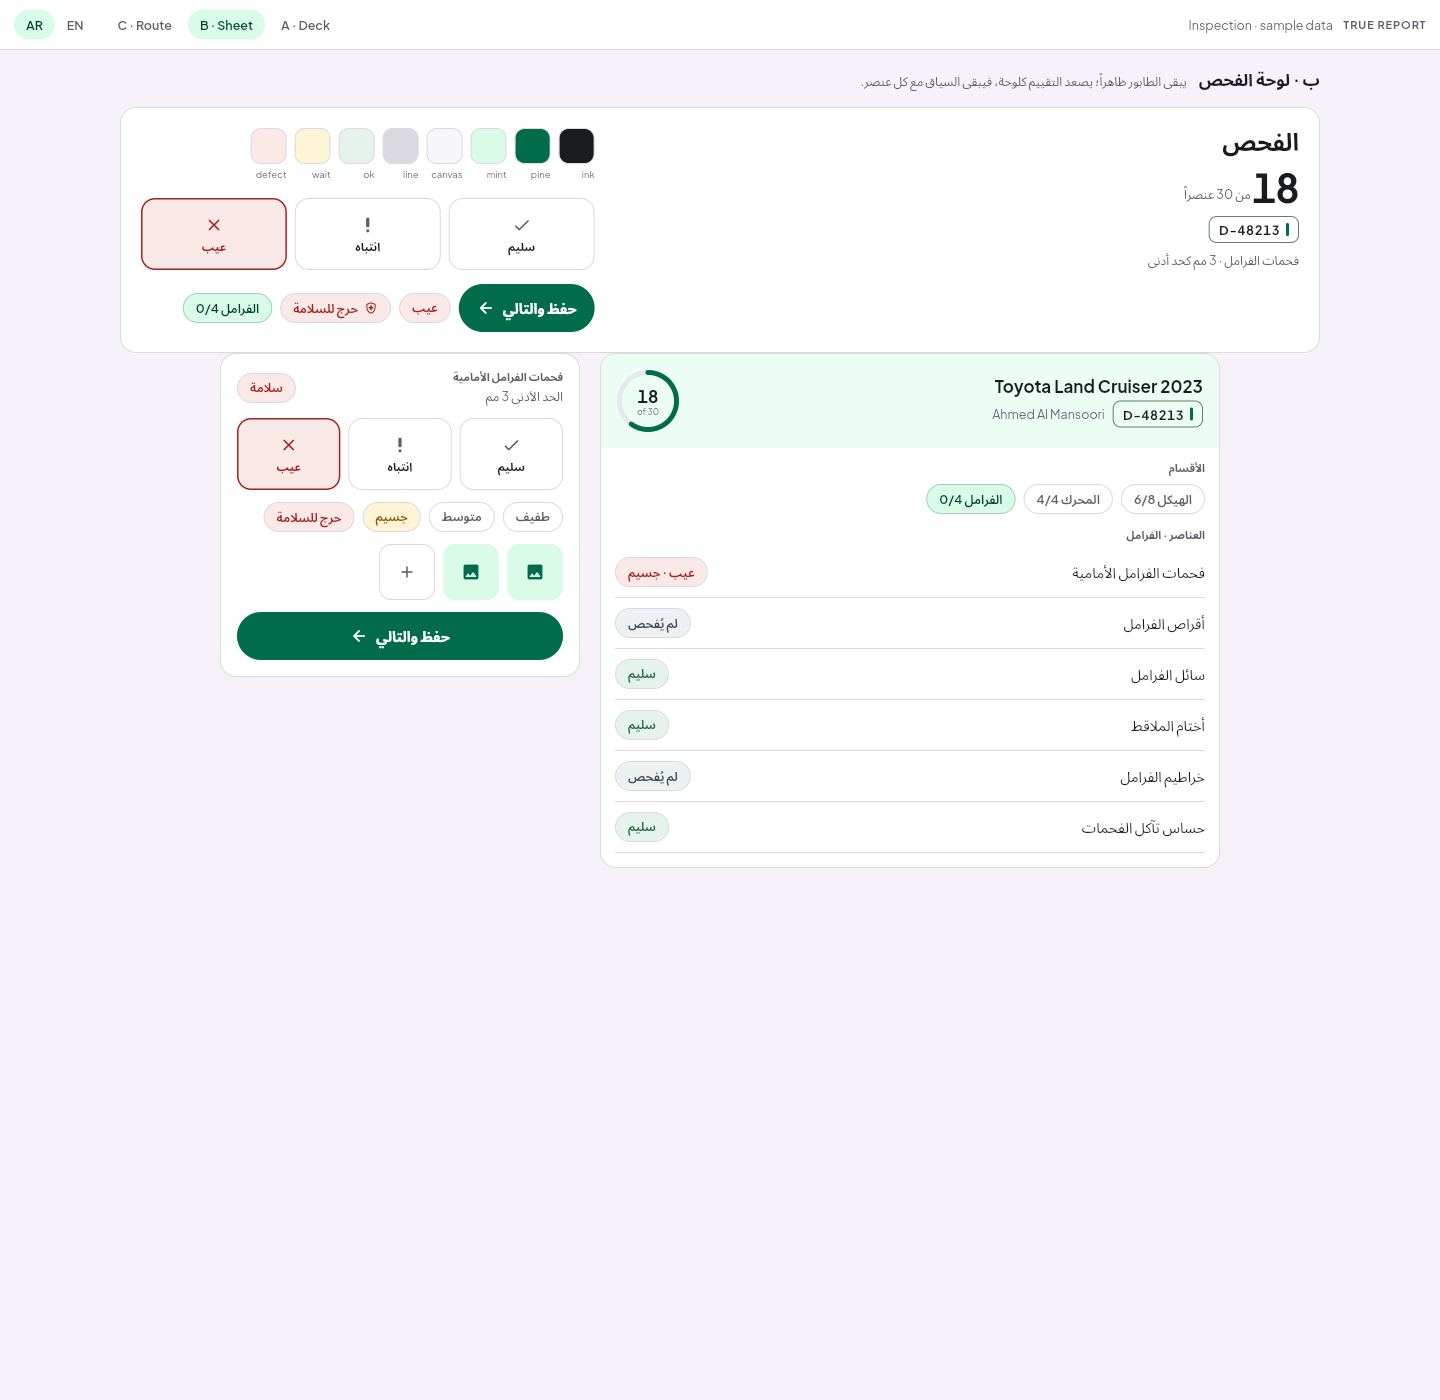 TRUE REPORT
Inspection · sample data
A · Deck
B · Sheet
C · Route
EN
AR
ب · لوحة الفحص
يبقى الطابور ظاهراً؛ يصعد التقييم كلوحة، فيبقى السياق مع كل عنصر.
الفحص
18 من 30 عنصراً
D-48213
فحمات الفرامل · 3 مم كحد أدنى
ink
pine
mint
canvas
line
ok
wait
defect
سليم
انتباه
عيب
حفظ والتالي
عيب
حرج للسلامة
الفرامل 0/4
Toyota Land Cruiser 2023
D-48213
Ahmed Al Mansoori
18
of 30
الأقسام
الهيكل 6/8
المحرك 4/4
الفرامل 0/4
العناصر · الفرامل
فحمات الفرامل الأمامية
عيب · جسيم
أقراص الفرامل
لم يُفحص
سائل الفرامل
سليم
أختام الملاقط
سليم
خراطيم الفرامل
لم يُفحص
حساس تآكل الفحمات
سليم
فحمات الفرامل الأمامية
الحد الأدنى 3 مم
سلامة
سليم
انتباه
عيب
طفيف
متوسط
جسيم
حرج للسلامة
حفظ والتالي